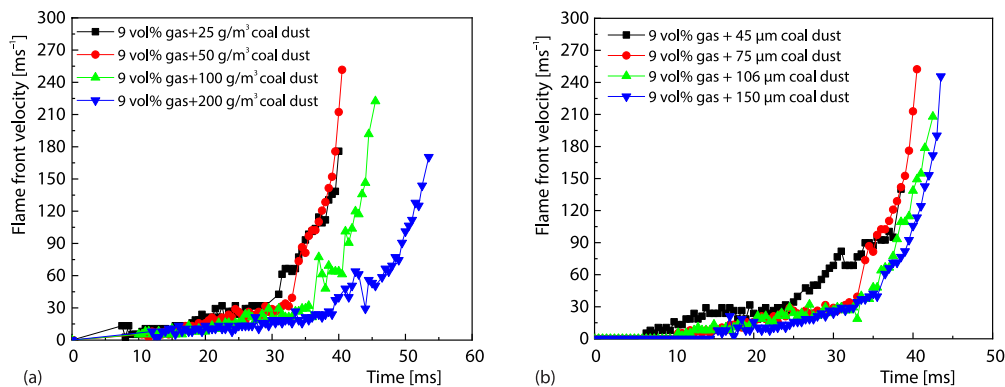 300
270
240
210
180
150
120
90
60
30
0
Flame front velocity [ms⁻¹]
9 vol% gas+25 g/m³ coal dust
9 vol% gas+50 g/m³ coal dust
9 vol% gas+100 g/m³ coal dust
9 vol% gas+200 g/m³ coal dust
0 10 20 30 40 50 60
Time [ms]
(a)
300
270
240
210
180
150
120
90
60
30
0
Flame front velocity [ms⁻¹]
9 vol% gas + 45 μm coal dust
9 vol% gas + 75 μm coal dust
9 vol% gas + 106 μm coal dust
9 vol% gas + 150 μm coal dust
0 10 20 30 40 50
Time [ms]
(b)